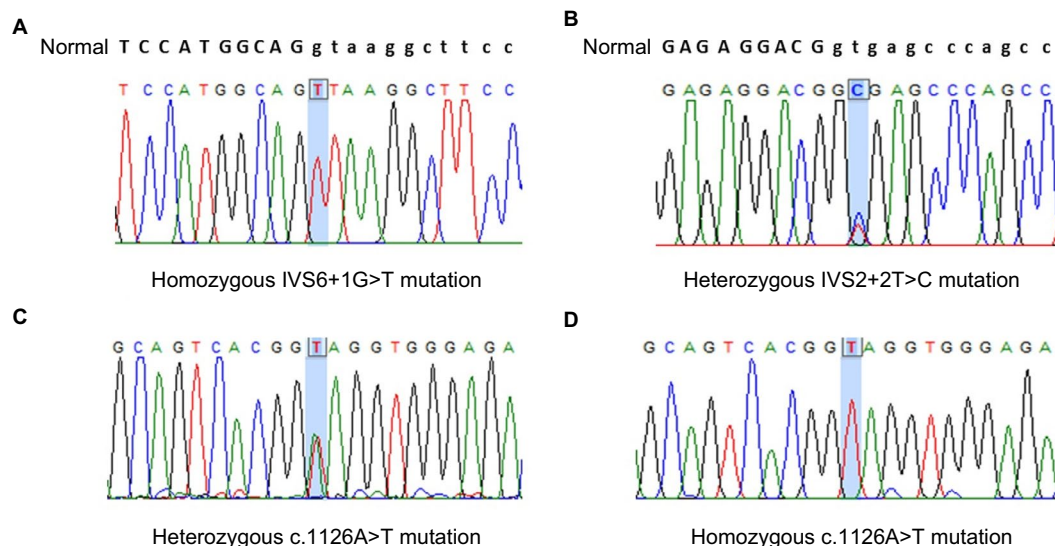 A
Normal T C C A T G G C A G g t a a g g c t t c c
T C C A T G G C A G T T A A G G C T T C C
Homozygous IVS6+1G>T mutation
B
Normal G A G A G G A C G g t g a g c c c a g c c
G A G A G G A C G G C G A G C C C A G C C
Heterozygous IVS2+2T>C mutation
C
G C A G T C A C G G T A G G T G G G A G A
Heterozygous c.1126A>T mutation
D
G C A G T C A C G G T A G G T G G G A G A
Homozygous c.1126A>T mutation